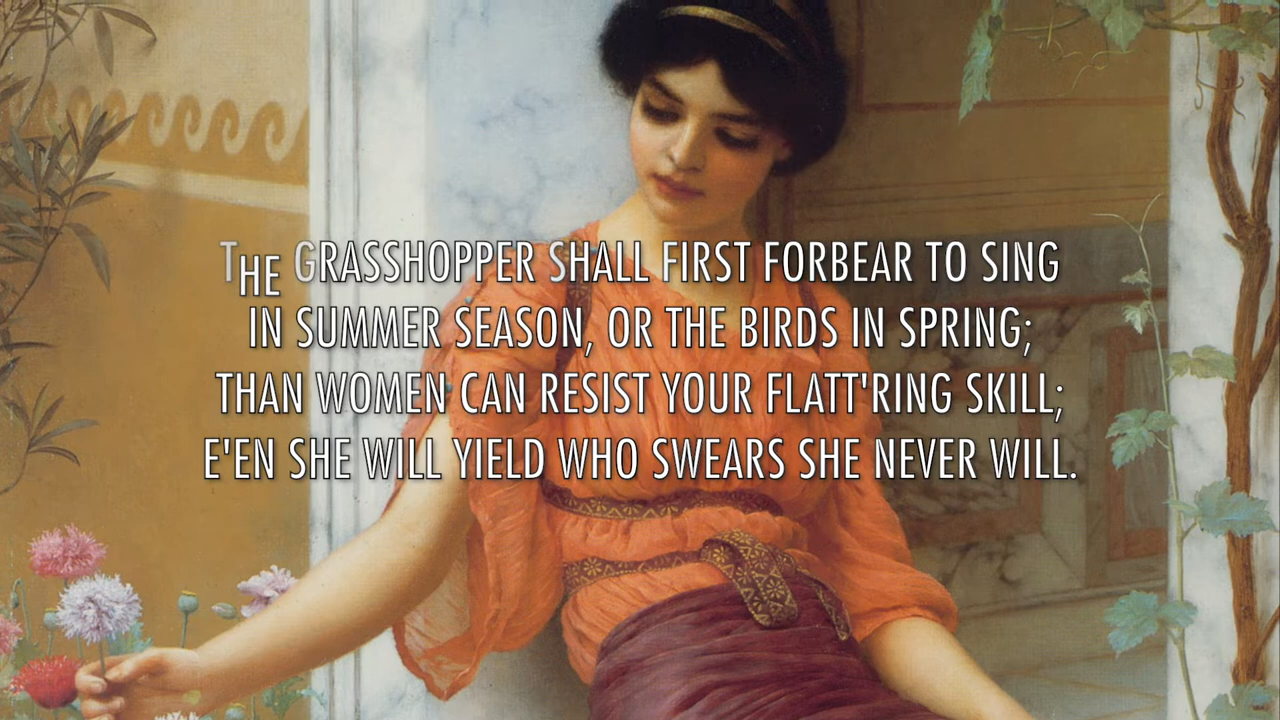 THE GRASSHOPPER SHALL FIRST FORBEAR TO SING
IN SUMMER SEASON, OR THE BIRDS IN SPRING;
THAN WOMEN CAN RESIST YOUR FLATT'RING SKILL;
E'EN SHE WILL YIELD WHO SWEARS SHE NEVER WILL.